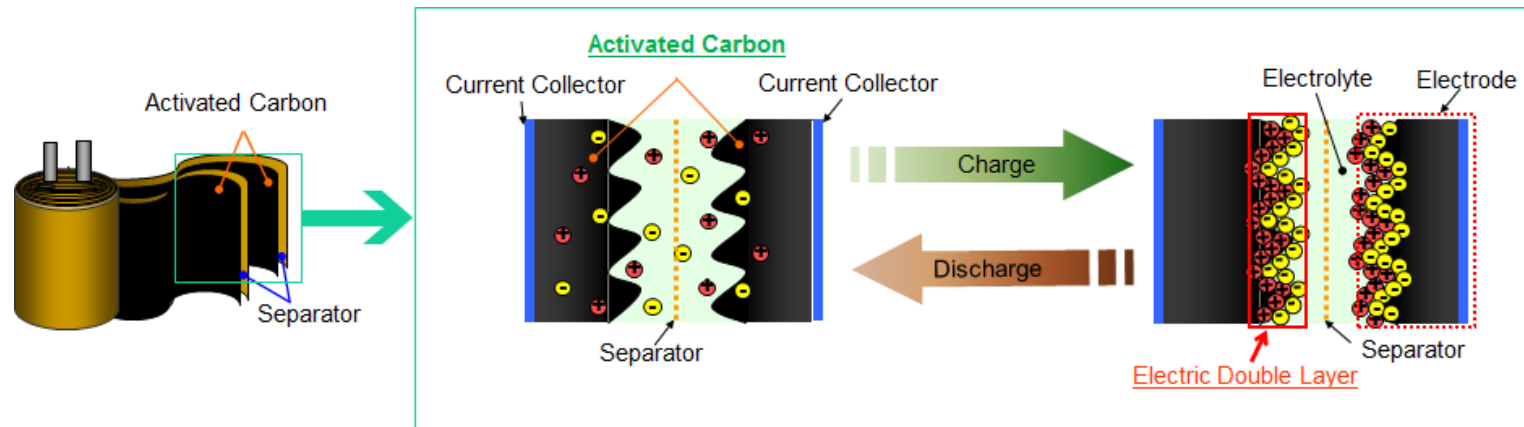 Activated Carbon
Separator
Activated Carbon
Current Collector
Current Collector
Separator
Charge
Discharge
Electrolyte
Electrode
Separator
Electric Double Layer